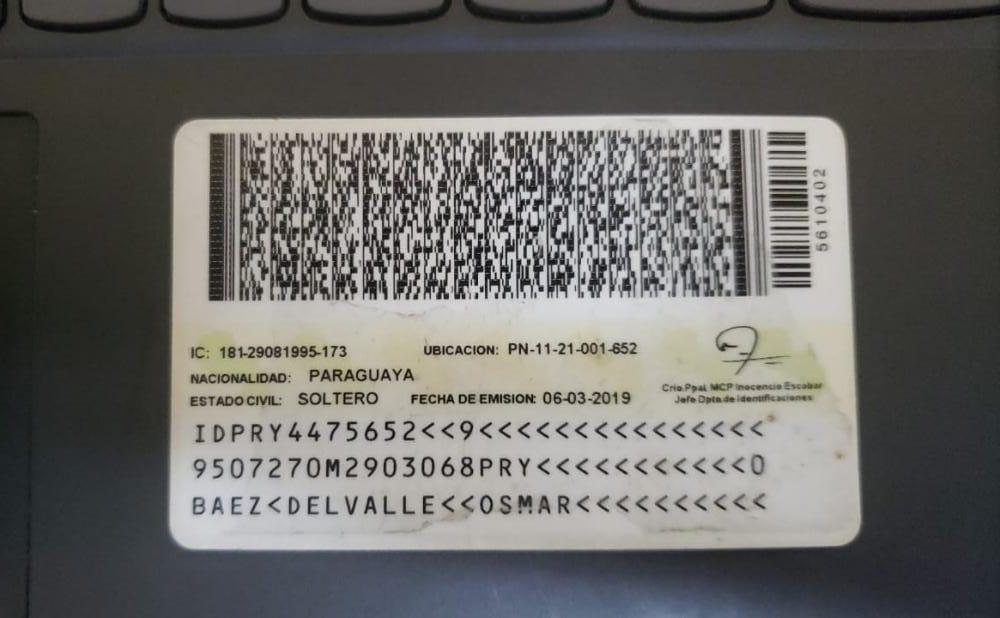 5610402
IC: 181-29081995-173 UBICACION: PN-11-21-001-652
NACIONALIDAD: PARAGUAYA
ESTADO CIVIL: SOLTERO FECHA DE EMISION: 06-03-2019
Crio.Ppal. MCP Inocencio Escobar
Jefe Dpto.de Identificaciones
IDPRY4475652<<9<<<<<<<<<<<<<<<
9507270M2903068PRY<<<<<<<<<<<0
BAEZ<DELVALLE<<OSMAR<<<<<<<<<<